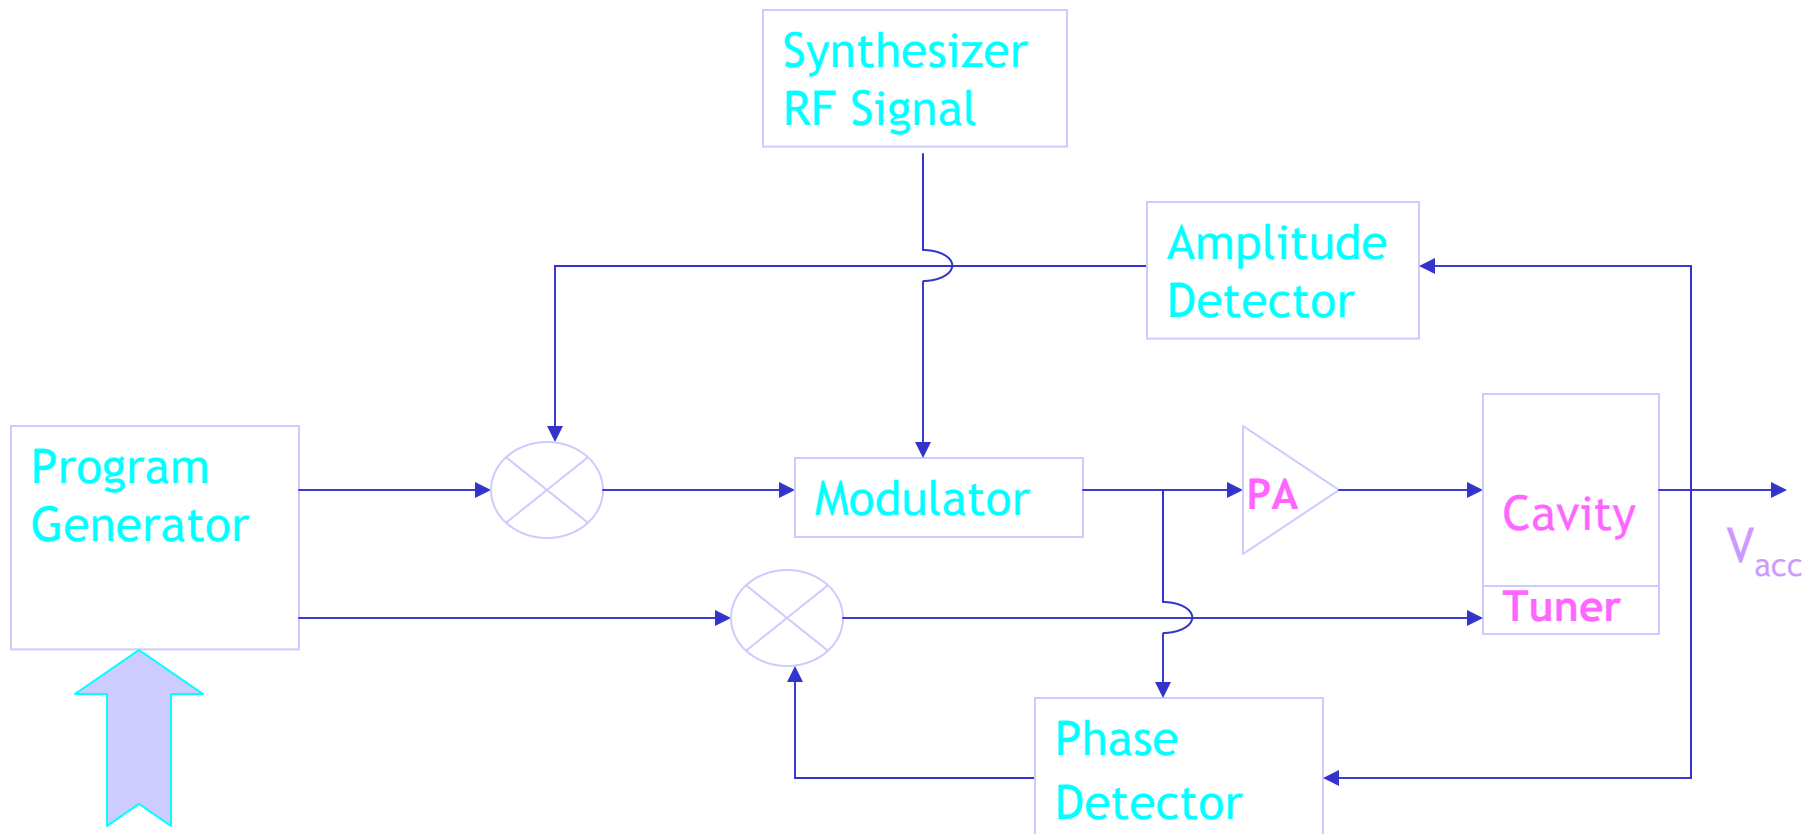 Synthesizer
RF Signal
Amplitude
Detector
Program
Generator
Modulator
PA
Cavity
Vacc
Tuner
Phase
Detector